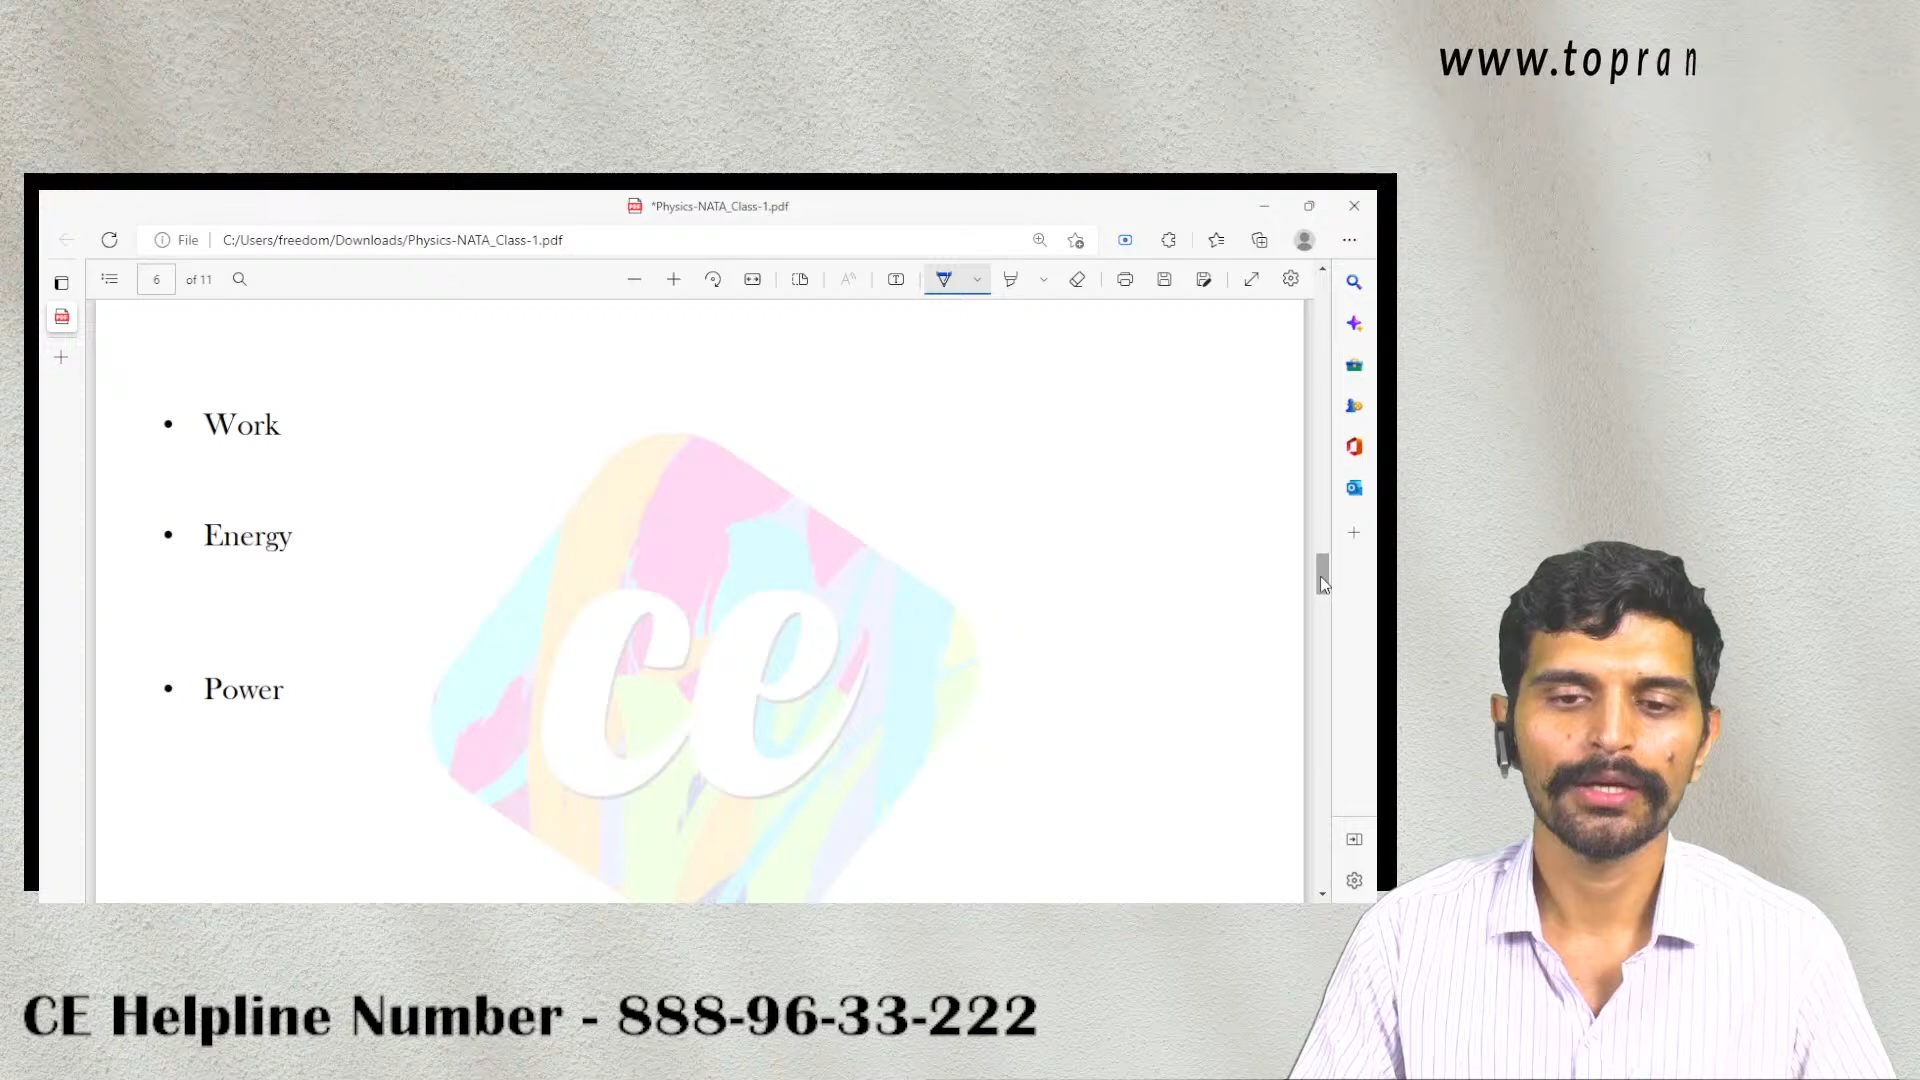 www.topran
*Physics-NATA_Class-1.pdf
File C:/Users/freedom/Downloads/Physics-NATA_Class-1.pdf
6 of 11
• Work
• Energy
• Power
ce
CE Helpline Number - 888-96-33-222